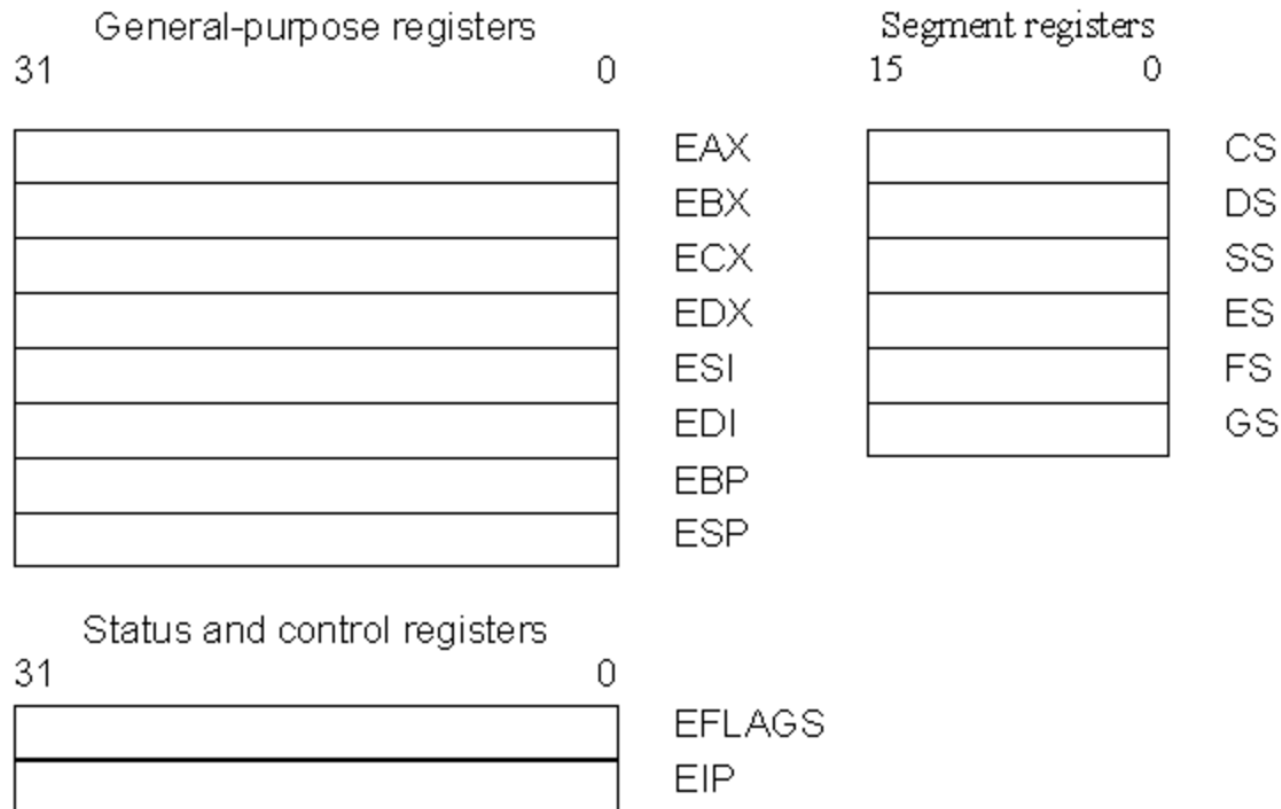 General-purpose registers
31 0
EAX
EBX
ECX
EDX
ESI
EDI
EBP
ESP
Segment registers
15 0
CS
DS
SS
ES
FS
GS
Status and control registers
31 0
EFLAGS
EIP